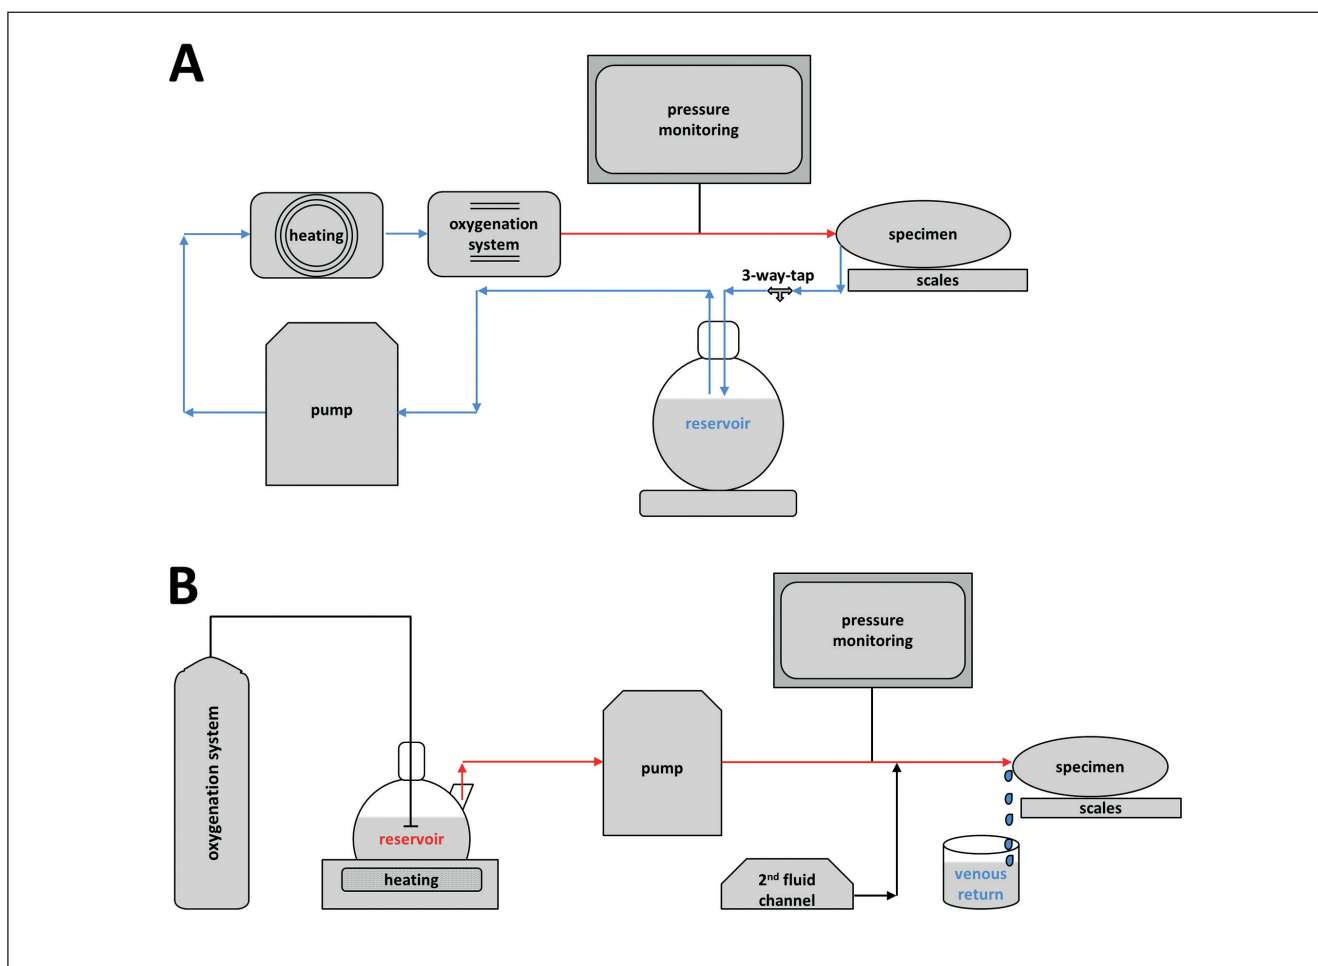 A
pressure
monitoring
heating
oxygenation
system
specimen
3-way-tap
scales
pump
reservoir
B
pressure
monitoring
oxygenation system
pump
specimen
scales
reservoir
heating
2nd fluid
channel
venous
return